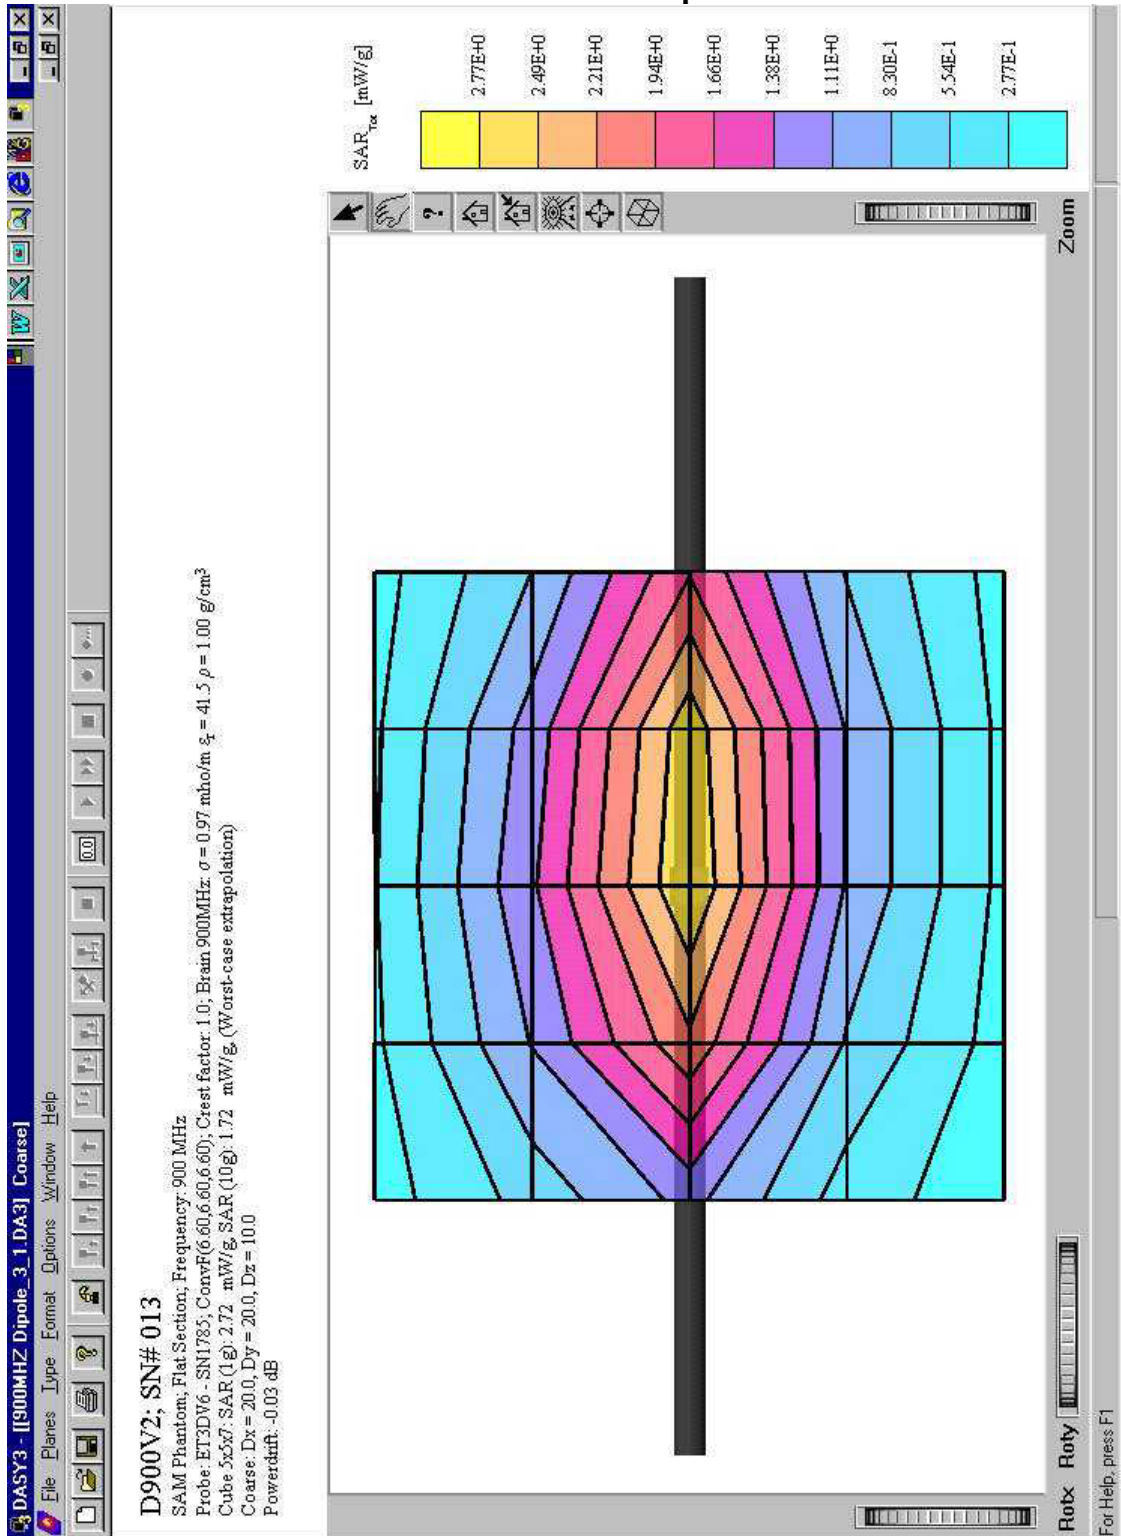 DASY3 - [[900MHZ Dipole_3_1.DA3] Coarse]
File Planes Type Format Options Window Help
0.0
D900V2; SN# 013
SAM Phantom; Flat Section; Frequency: 900 MHz
Probe: ET3DV6 - SN1785; ConvF(6.60,6.60,6.60); Crest factor: 1.0; Brain 900MHz: σ = 0.97 mho/m εr = 41.5 ρ = 1.00 g/cm³
Cube 5x5x7: SAR (1g): 2.72 mW/g, SAR (10g): 1.72 mW/g, (Worst-case extrapolation)
Coarse: Dx = 20.0, Dy = 20.0, Dz = 10.0
Powerdrift: -0.03 dB
SAR Tot [mW/g]
2.77E+0
2.49E+0
2.21E+0
1.94E+0
1.66E+0
1.38E+0
1.11E+0
8.30E-1
5.54E-1
2.77E-1
Rotx Roty Zoom
For Help, press F1